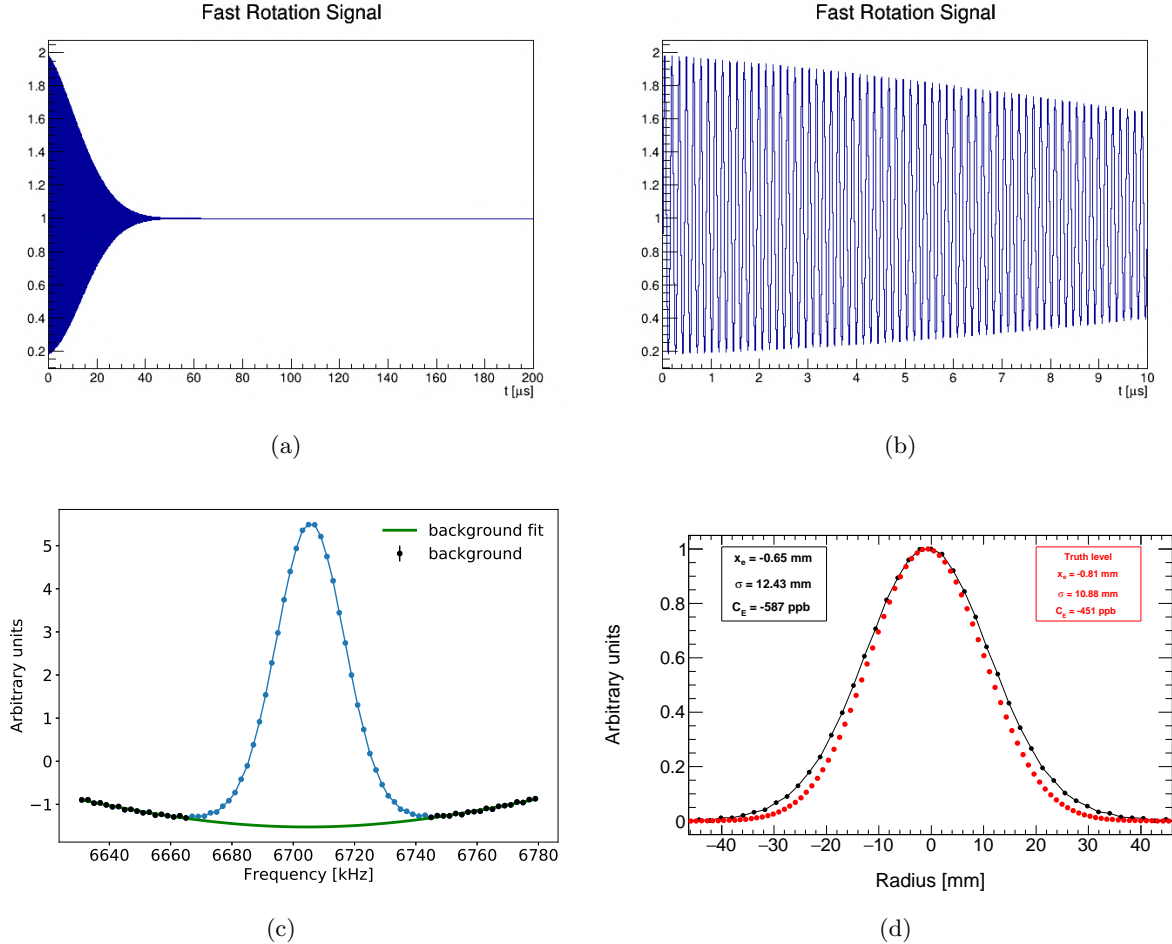 Fast Rotation Signal
2
1.8
1.6
1.4
1.2
1
0.8
0.6
0.4
0.2
0 20 40 60 80 100 120 140 160 180 200
t [μs]
(a)
Fast Rotation Signal
2
1.8
1.6
1.4
1.2
1
0.8
0.6
0.4
0.2
0 1 2 3 4 5 6 7 8 9 10
t [μs]
(b)
background fit
background
Arbitrary units
5
4
3
2
1
0
−1
6640 6660 6680 6700 6720 6740 6760 6780
Frequency [kHz]
(c)
x_e = -0.65 mm
σ = 12.43 mm
C_E = -587 ppb
Truth level
x_e = -0.81 mm
σ = 10.88 mm
C_E = -451 ppb
Arbitrary units
1
0.8
0.6
0.4
0.2
0
−40 −30 −20 −10 0 10 20 30 40
Radius [mm]
(d)